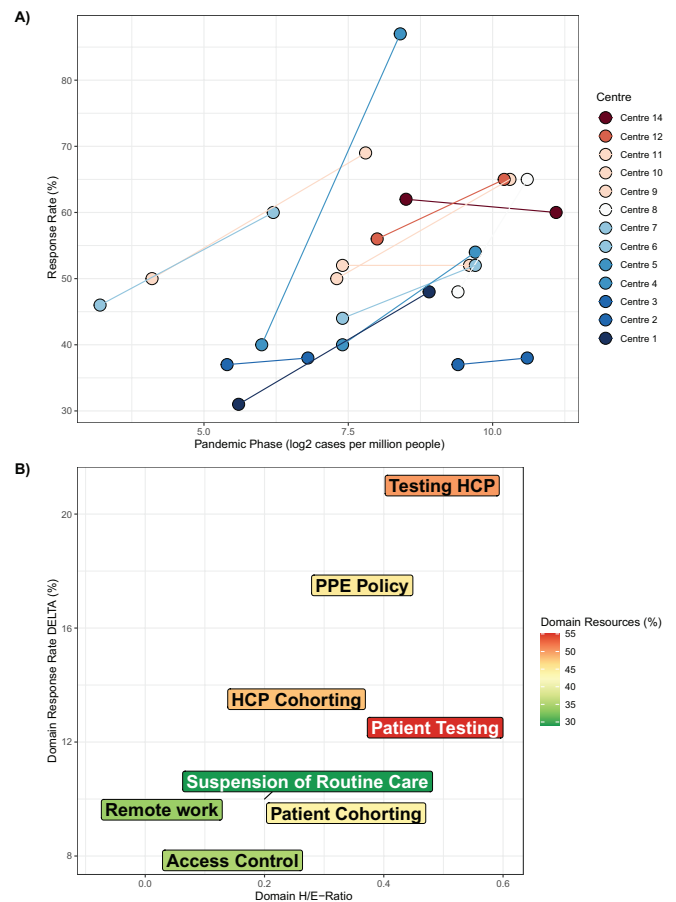 A)
Response Rate (%)
80
70
60
50
40
30
5.0
7.5
10.0
Pandemic Phase (log2 cases per million people)
Centre
Centre 14
Centre 12
Centre 11
Centre 10
Centre 9
Centre 8
Centre 7
Centre 6
Centre 5
Centre 4
Centre 3
Centre 2
Centre 1
B)
Domain Response Rate DELTA (%)
20
16
12
8
Testing HCP
PPE Policy
HCP Cohorting
Patient Testing
Suspension of Routine Care
Remote work
Patient Cohorting
Access Control
0.0
0.2
0.4
0.6
Domain H/E−Ratio
Domain Resources (%)
55
50
45
40
35
30